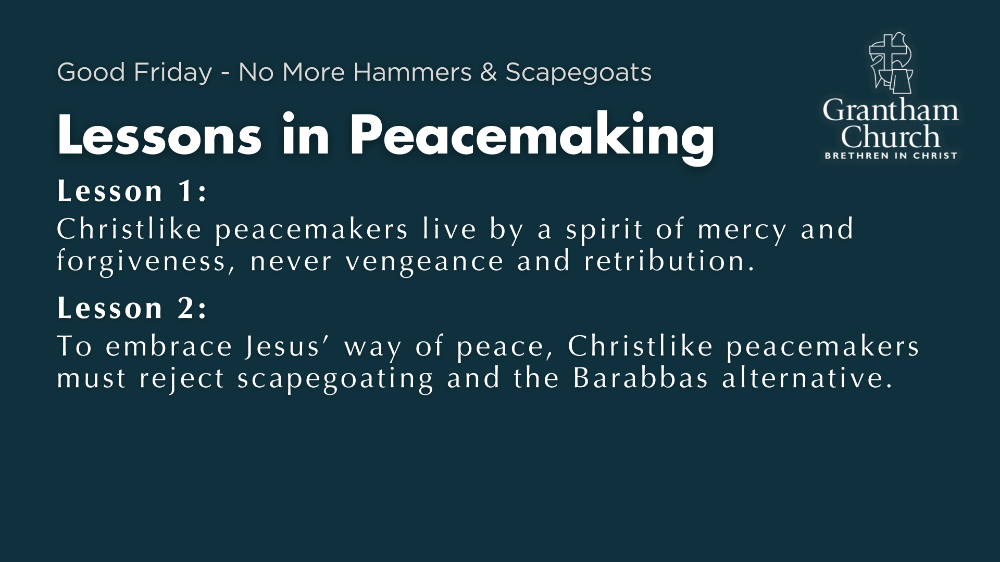 Good Friday - No More Hammers & Scapegoats
Lessons in Peacemaking
Grantham
Church
BRETHREN IN CHRIST
Lesson 1:
Christlike peacemakers live by a spirit of mercy and
forgiveness, never vengeance and retribution.
Lesson 2:
To embrace Jesus’ way of peace, Christlike peacemakers
must reject scapegoating and the Barabbas alternative.